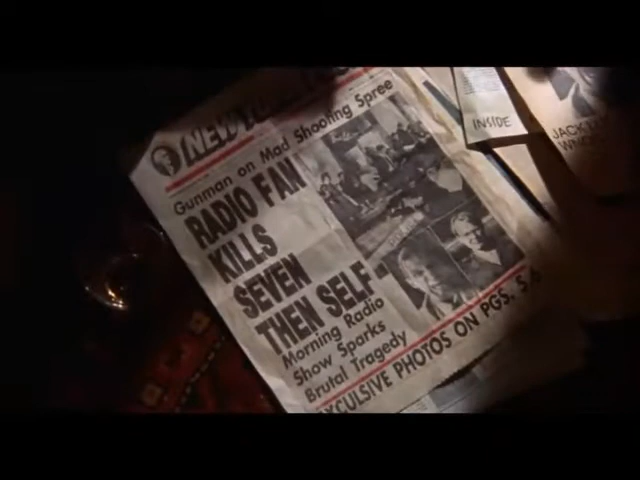 NEW
Gunman on Mad Shooting Spree
RADIO FAN
KILLS
SEVEN
THEN SELF
Morning Radio
Show Sparks
Brutal Tragedy
EXCLUSIVE PHOTOS ON PGS. 5-6
INSIDE
JACK